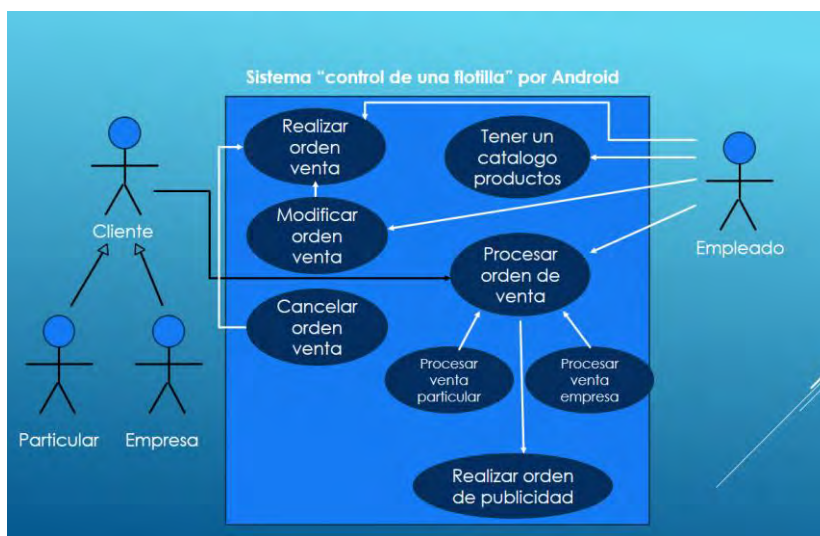 Sistema “control de una flotilla” por Android
Realizar
orden
venta
Tener un
catalogo
productos
Cliente
Modificar
orden
venta
Procesar
orden de
venta
Empleado
Cancelar
orden
venta
Procesar
venta
particular
Procesar
venta
empresa
Particular
Empresa
Realizar orden
de publicidad